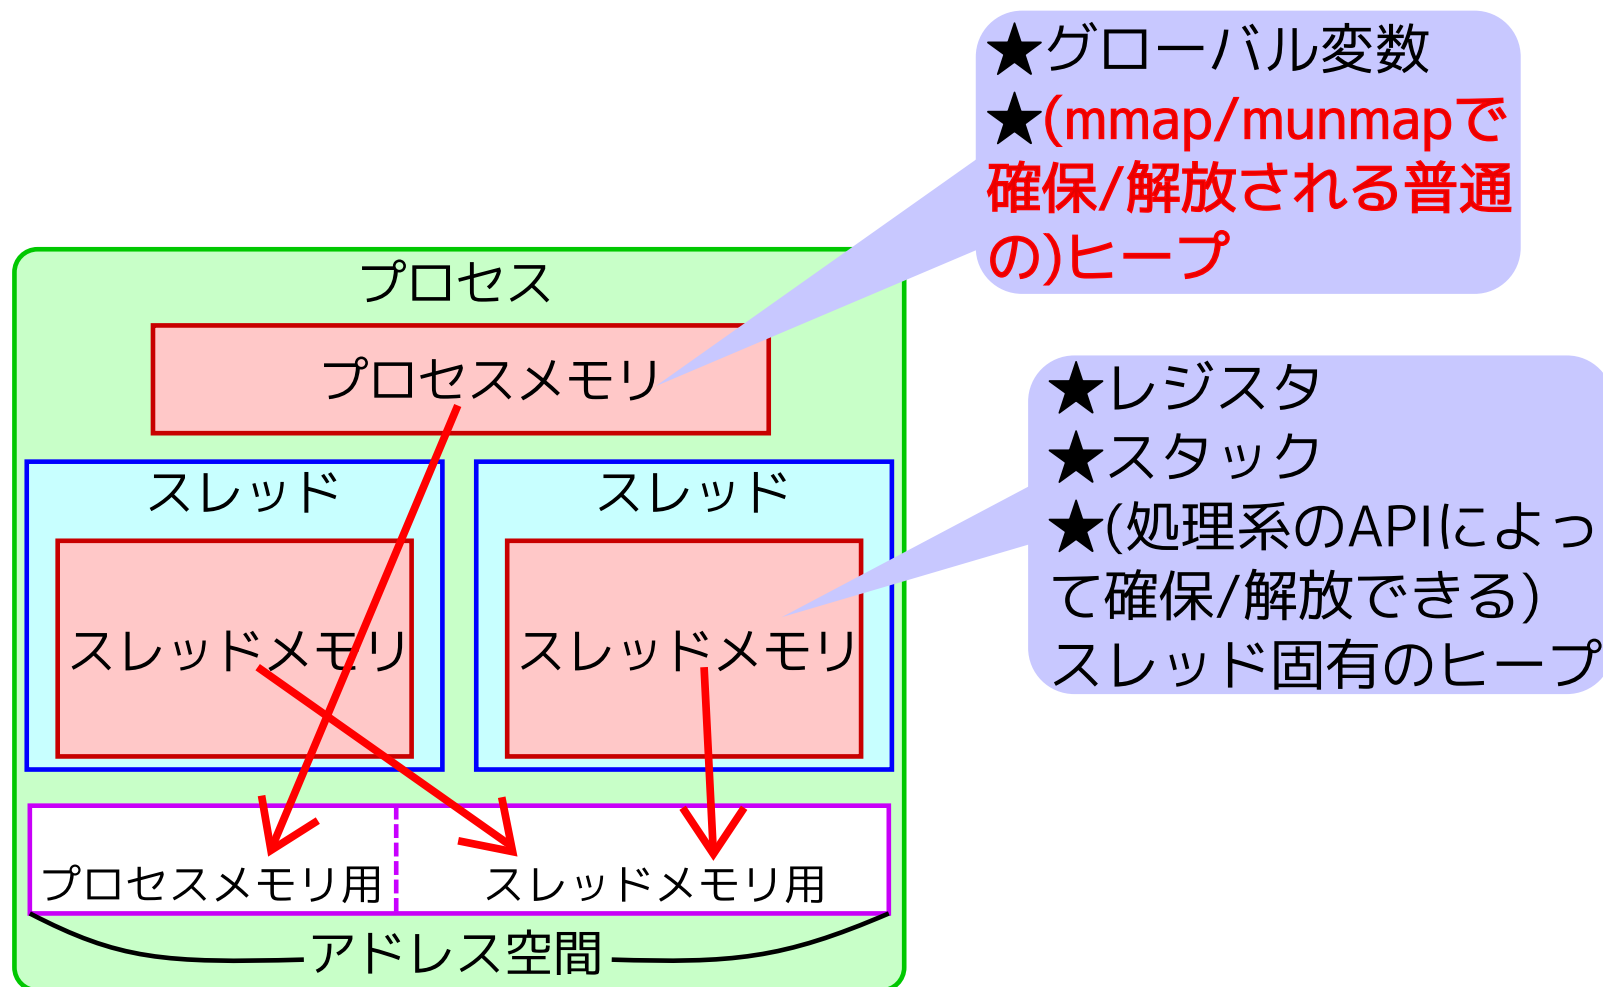 ★グローバル変数
★(mmap/munmapで
確保/解放される普通
の)ヒープ
プロセス
プロセスメモリ
★レジスタ
★スタック
★(処理系のAPIによっ
て確保/解放できる)
スレッド固有のヒープ
スレッド
スレッド
スレッドメモリ
スレッドメモリ
プロセスメモリ用
スレッドメモリ用
アドレス空間